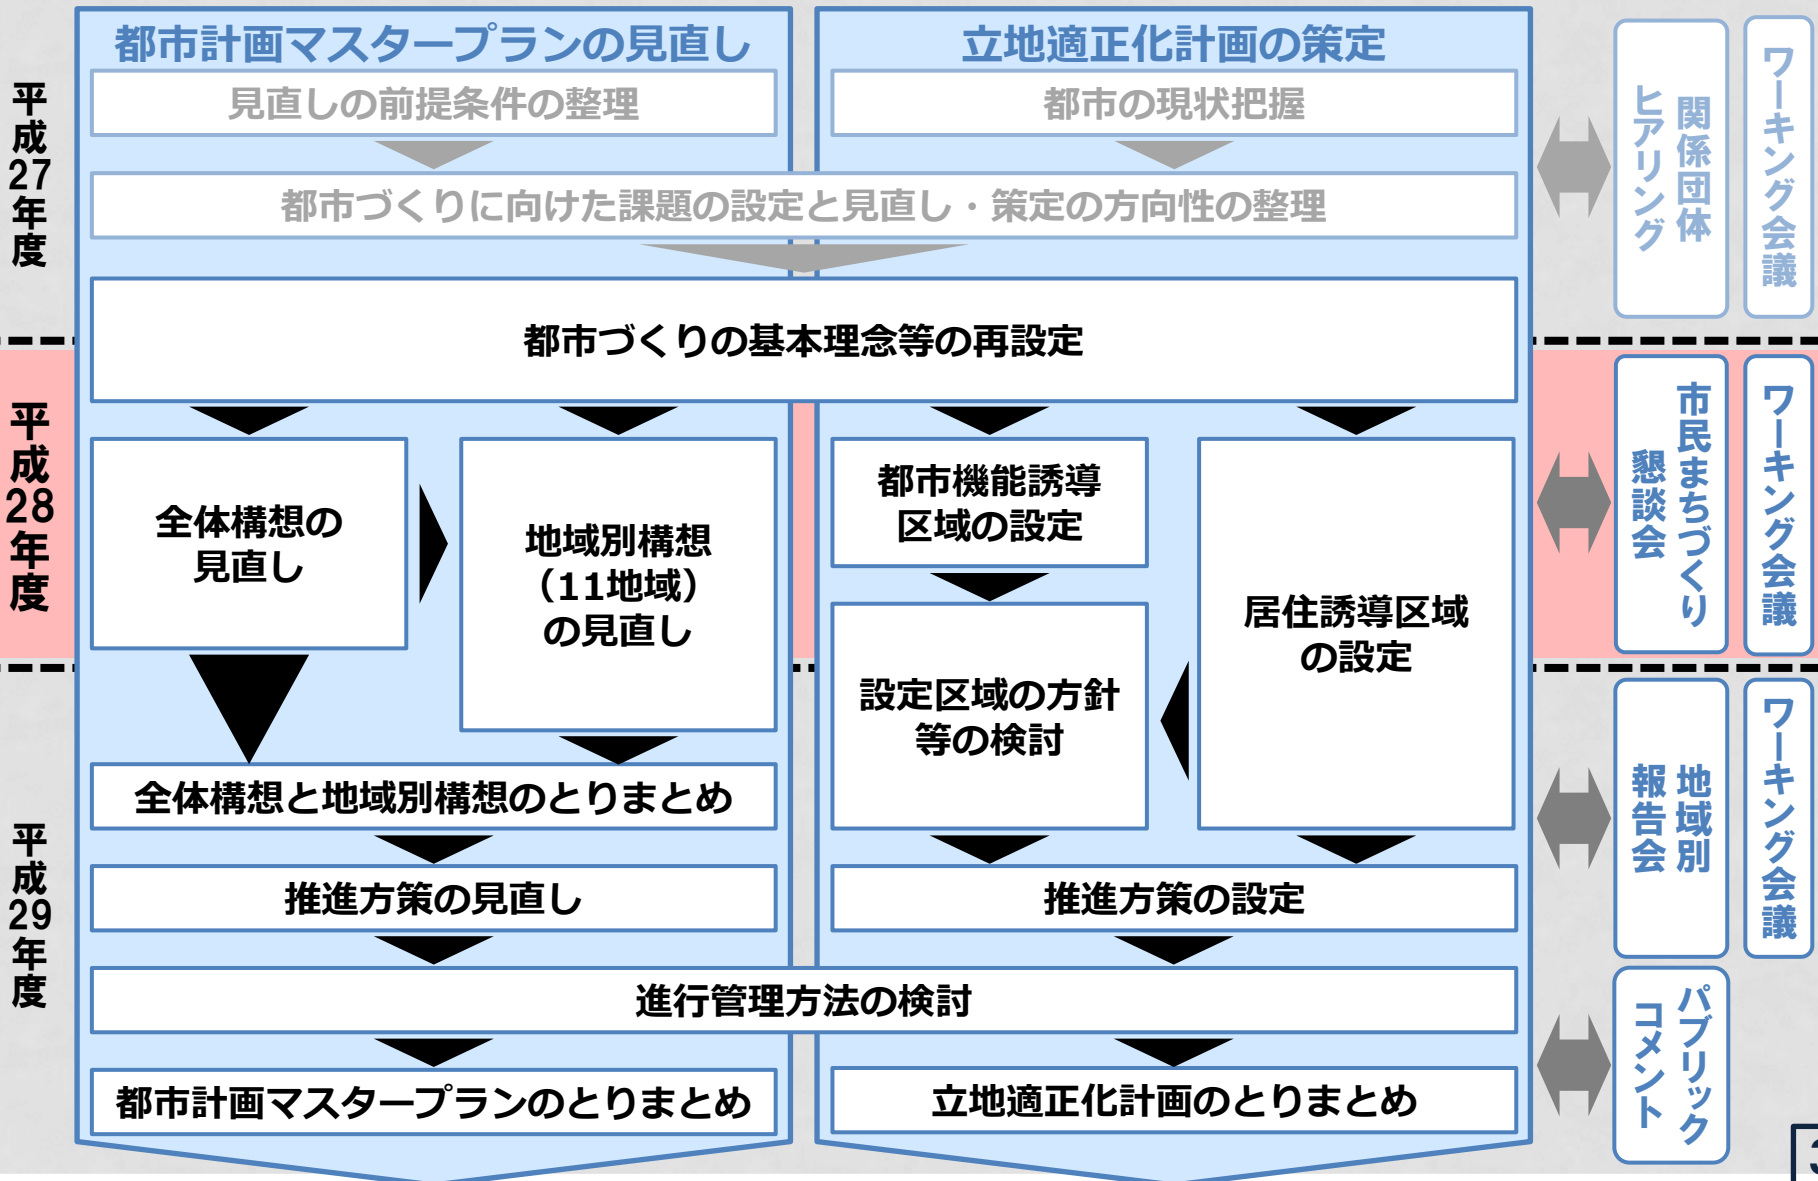 都市計画マスタープランの見直し
立地適正化計画の策定
平成27年度
見直しの前提条件の整理
都市の現状把握
都市づくりに向けた課題の設定と見直し・策定の方向性の整理
関係団体
ヒアリング
ワーキング会議
都市づくりの基本理念等の再設定
平成28年度
全体構想の
見直し
地域別構想
（11地域）
の見直し
都市機能誘導
区域の設定
設定区域の方針
等の検討
居住誘導区域
の設定
市民まちづくり
懇談会
ワーキング会議
平成29年度
全体構想と地域別構想のとりまとめ
推進方策の見直し
推進方策の設定
地域別
報告会
ワーキング会議
進行管理方法の検討
都市計画マスタープランのとりまとめ
立地適正化計画のとりまとめ
パブリック
コメント
3